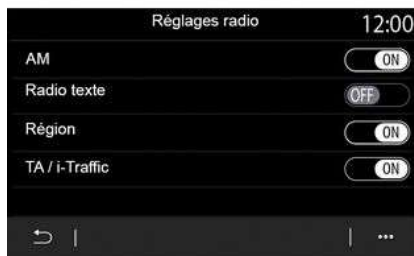 Réglages radio 12:00
AM ON
Radio texte OFF
Région ON
TA / i-Traffic ON